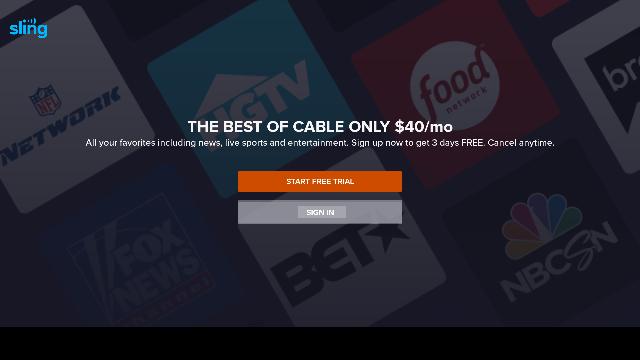 sling
NFL
NETWORK
HGTV
food
network
bra
THE BEST OF CABLE ONLY $40/mo
All your favorites including news, live sports and entertainment. Sign up now to get 3 days FREE. Cancel anytime.
START FREE TRIAL
SIGN IN
FOX
NEWS
channel
BET
NBCSN